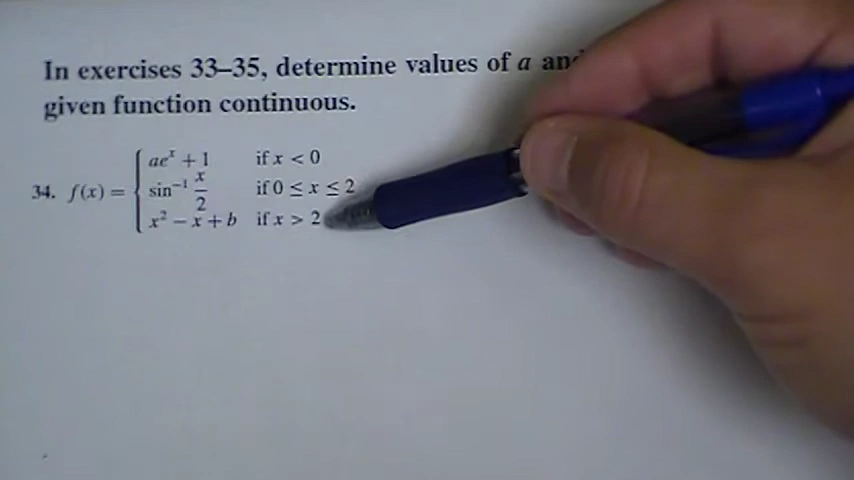 In exercises 33–35, determine values of a and
given function continuous.
34. f(x) = { ae^x + 1 if x < 0
sin^−1 x/2 if 0 ≤ x ≤ 2
x^2 − x + b if x > 2